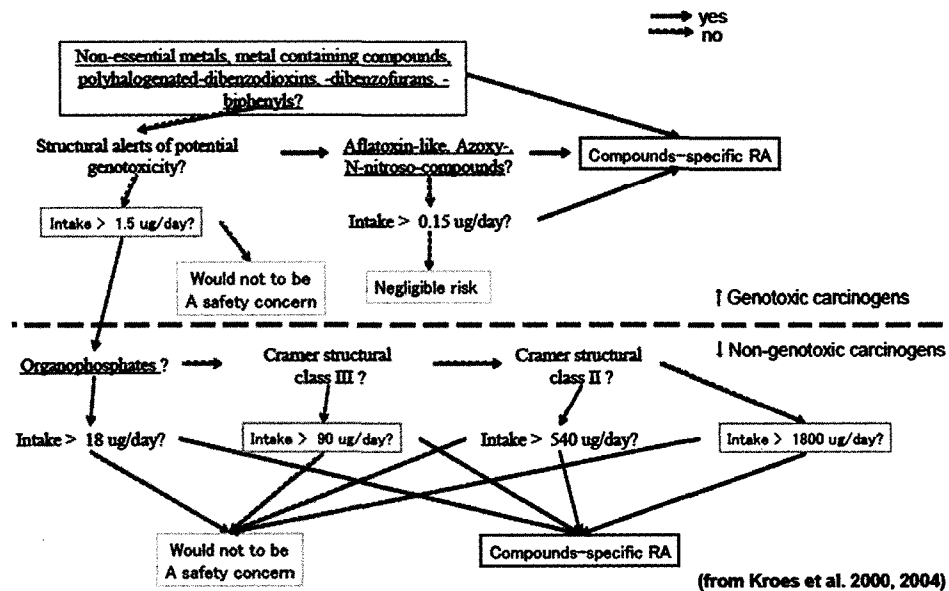 yes
no
Non-essential metals, metal containing compounds,
polyhalogenated-dibenzodioxins, -dibenzofurans, -
biphenyls?
Structural alerts of potential
genotoxicity?
Aflatoxin-like, Azoxy-,
N-nitroso-compounds?
Compounds-specific RA
Intake > 1.5 ug/day?
Intake > 0.15 ug/day?
Would not to be
A safety concern
Negligible risk
↑ Genotoxic carcinogens
↓ Non-genotoxic carcinogens
Organophosphates ?
Cramer structural
class III ?
Cramer structural
class II ?
Intake > 18 ug/day?
Intake > 90 ug/day?
Intake > 540 ug/day?
Intake > 1800 ug/day?
Would not to be
A safety concern
Compounds-specific RA
(from Kroes et al. 2000, 2004)